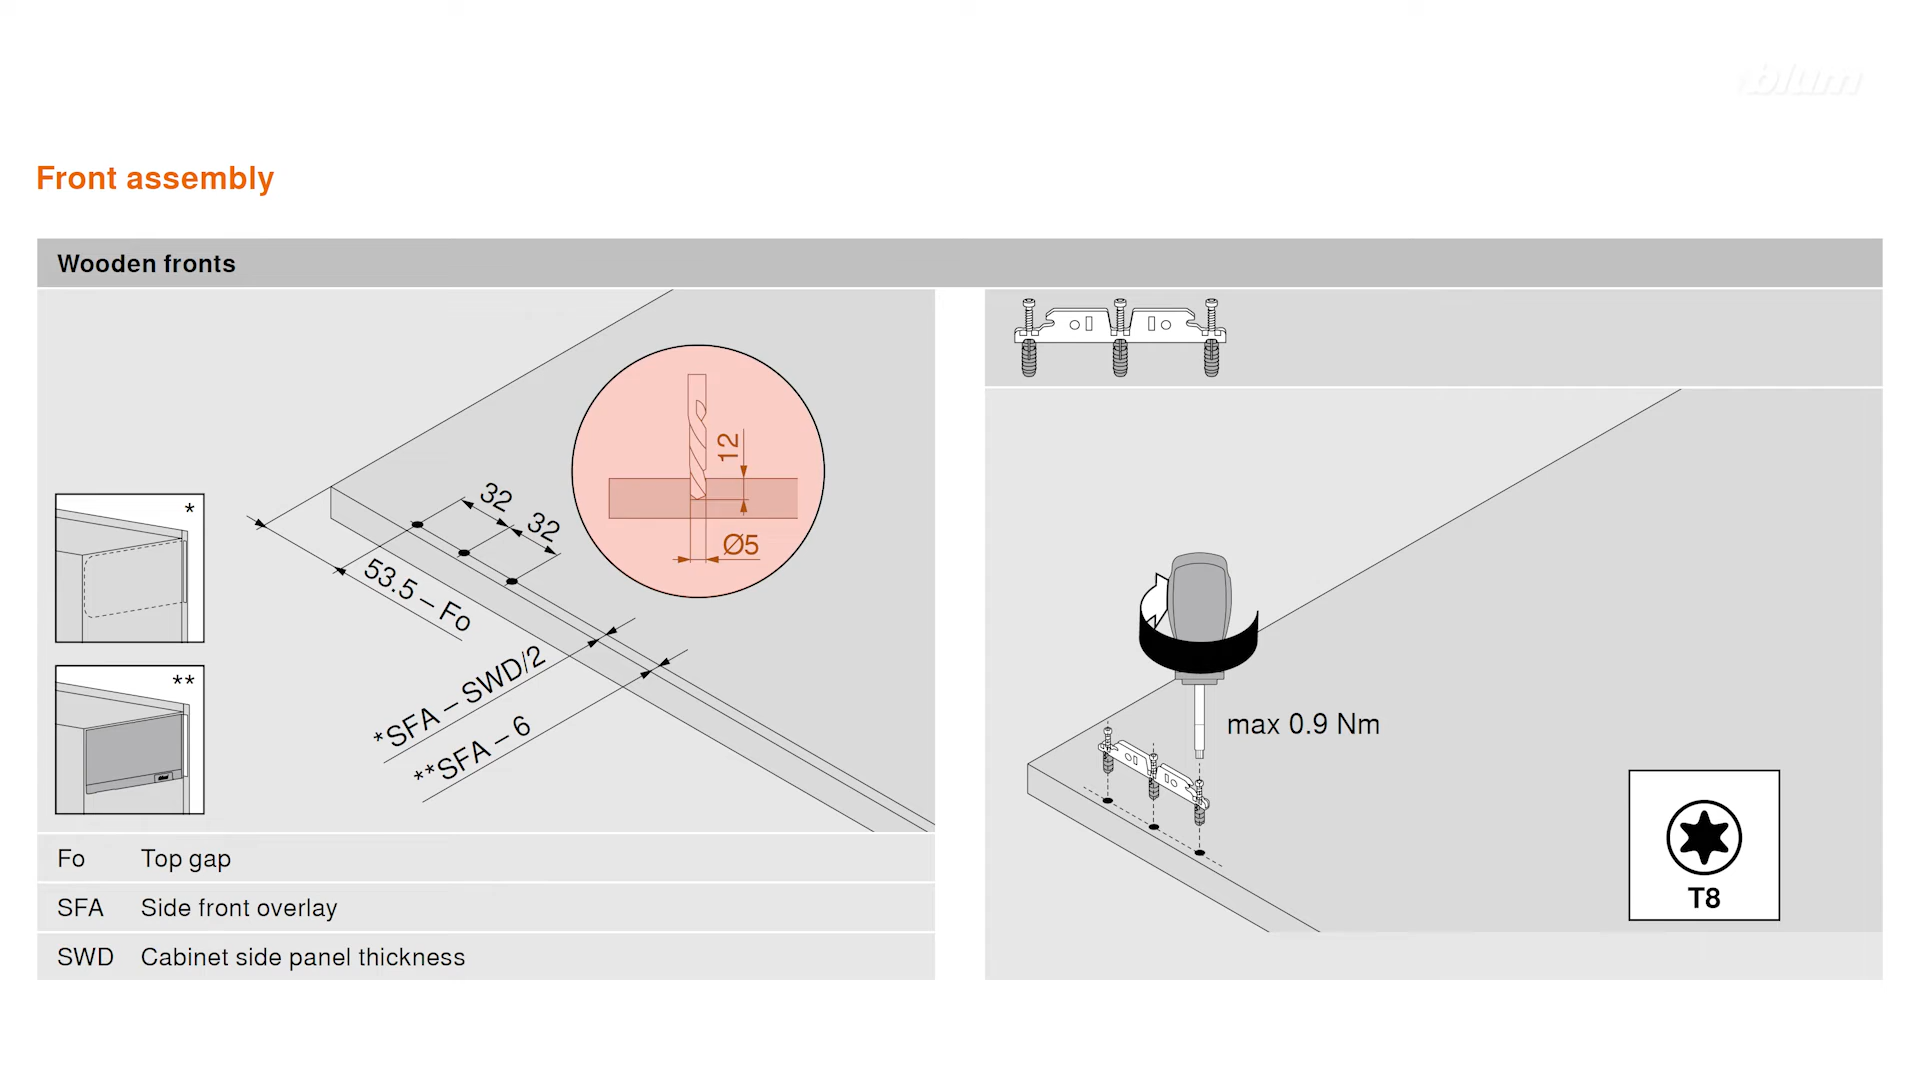 blum
Front assembly
Wooden fronts
*
**
32
32
53.5 – Fo
*SFA – SWD/2
**SFA – 6
12
Ø5
Fo Top gap
SFA Side front overlay
SWD Cabinet side panel thickness
max 0.9 Nm
T8